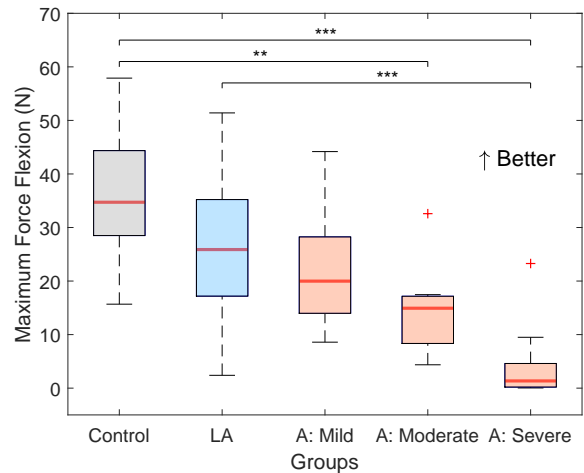 70
60
50
40
30
20
10
0
Maximum Force Flexion (N)
***
**
***
↑ Better
Control LA A: Mild A: Moderate A: Severe
Groups